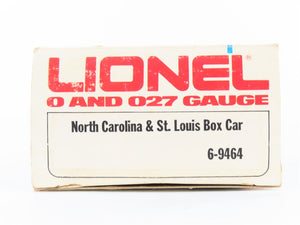 LIONEL
O AND O27 GAUGE
North Carolina & St. Louis Box Car
6-9464